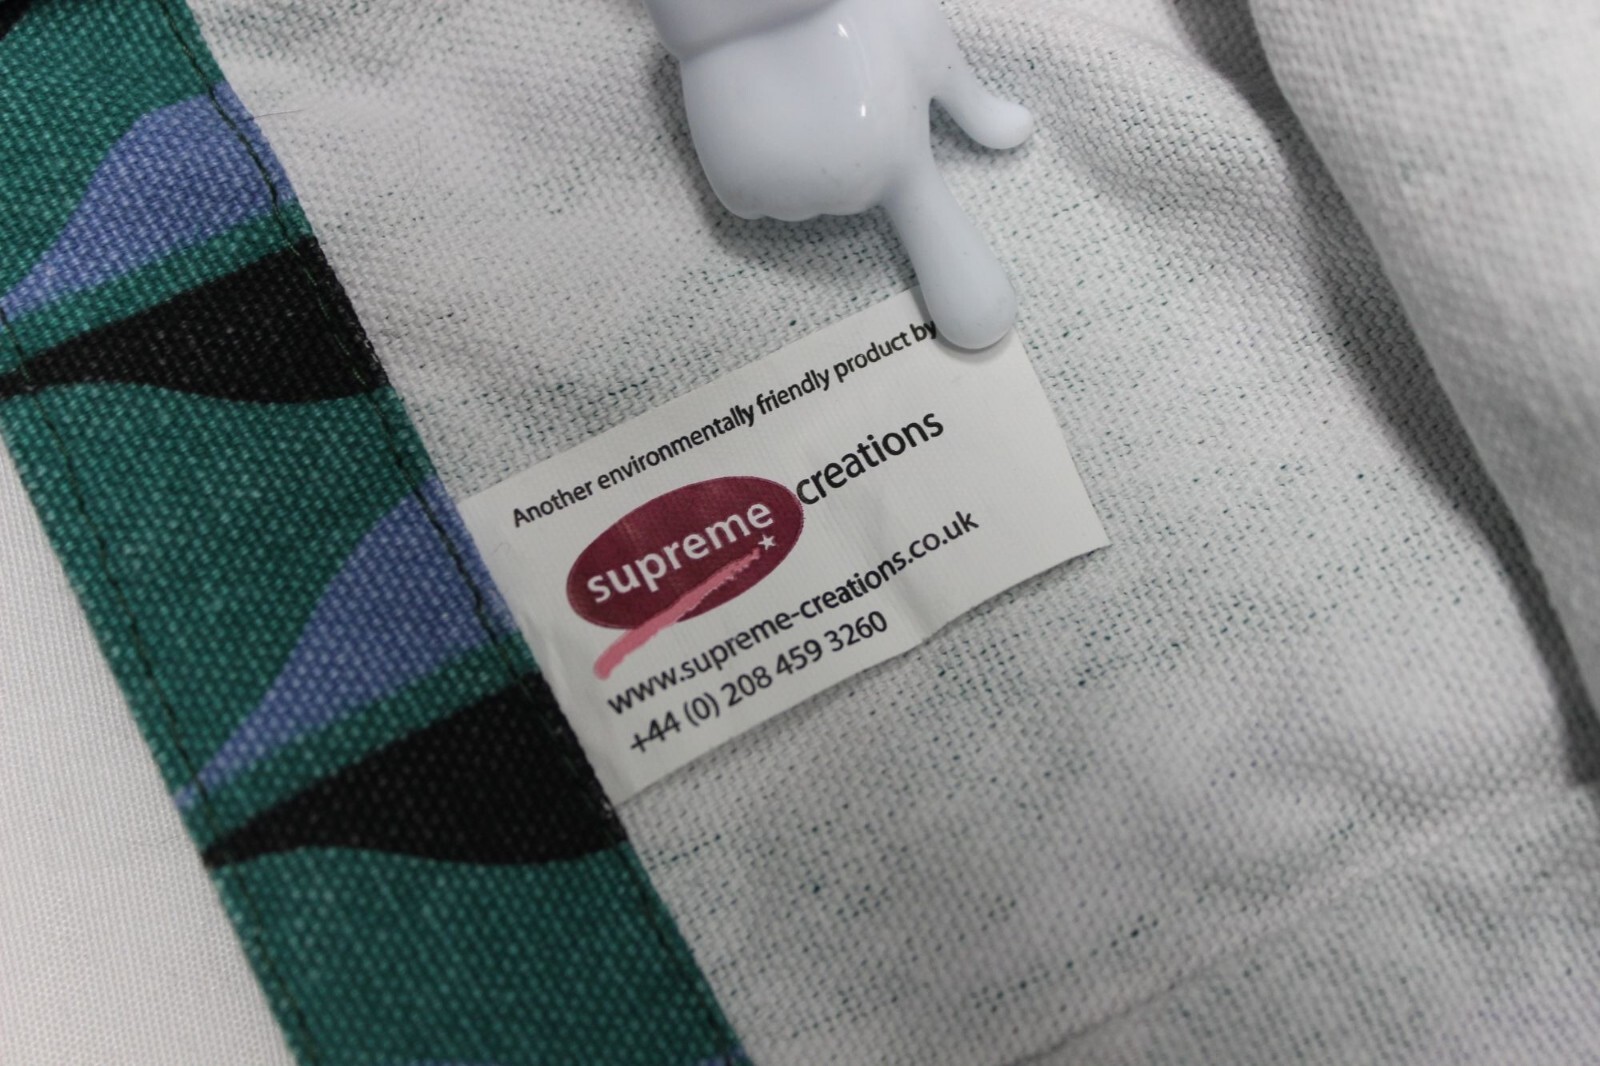 Another environmentally friendly product by
supreme creations
www.supreme-creations.co.uk
+44 (0) 208 459 3260